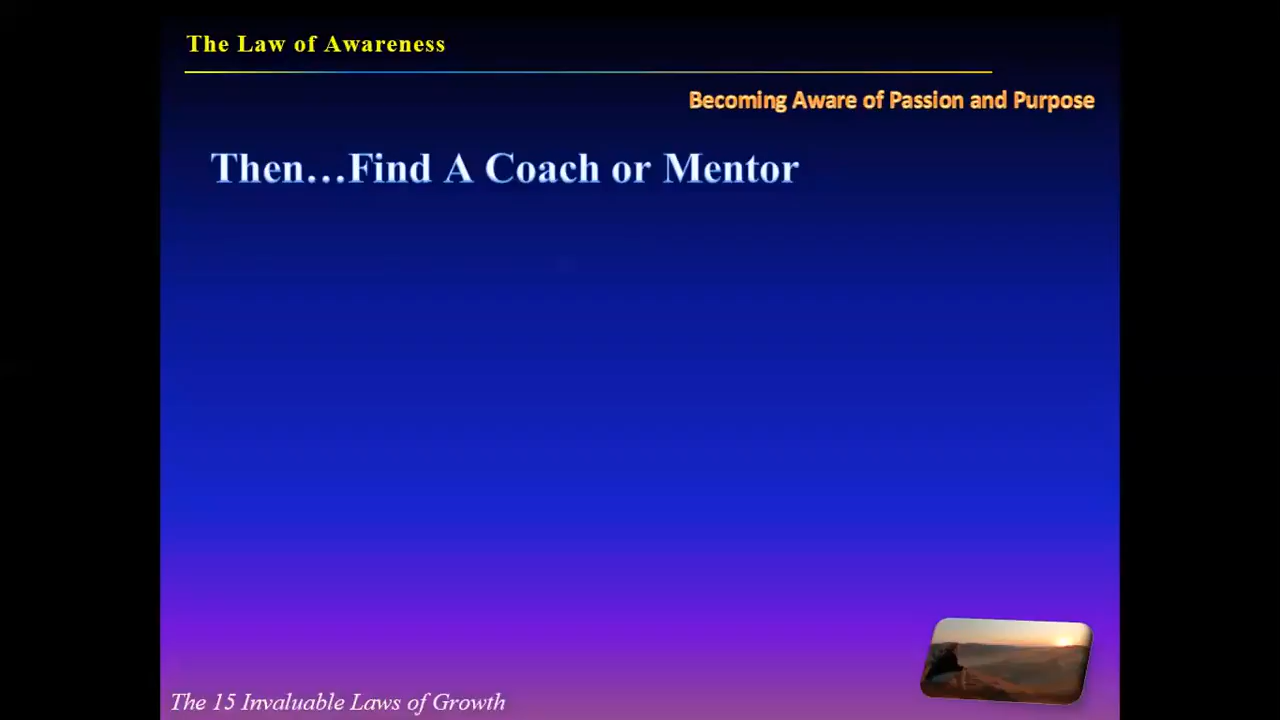 The Law of Awareness
Becoming Aware of Passion and Purpose
Then…Find A Coach or Mentor
The 15 Invaluable Laws of Growth